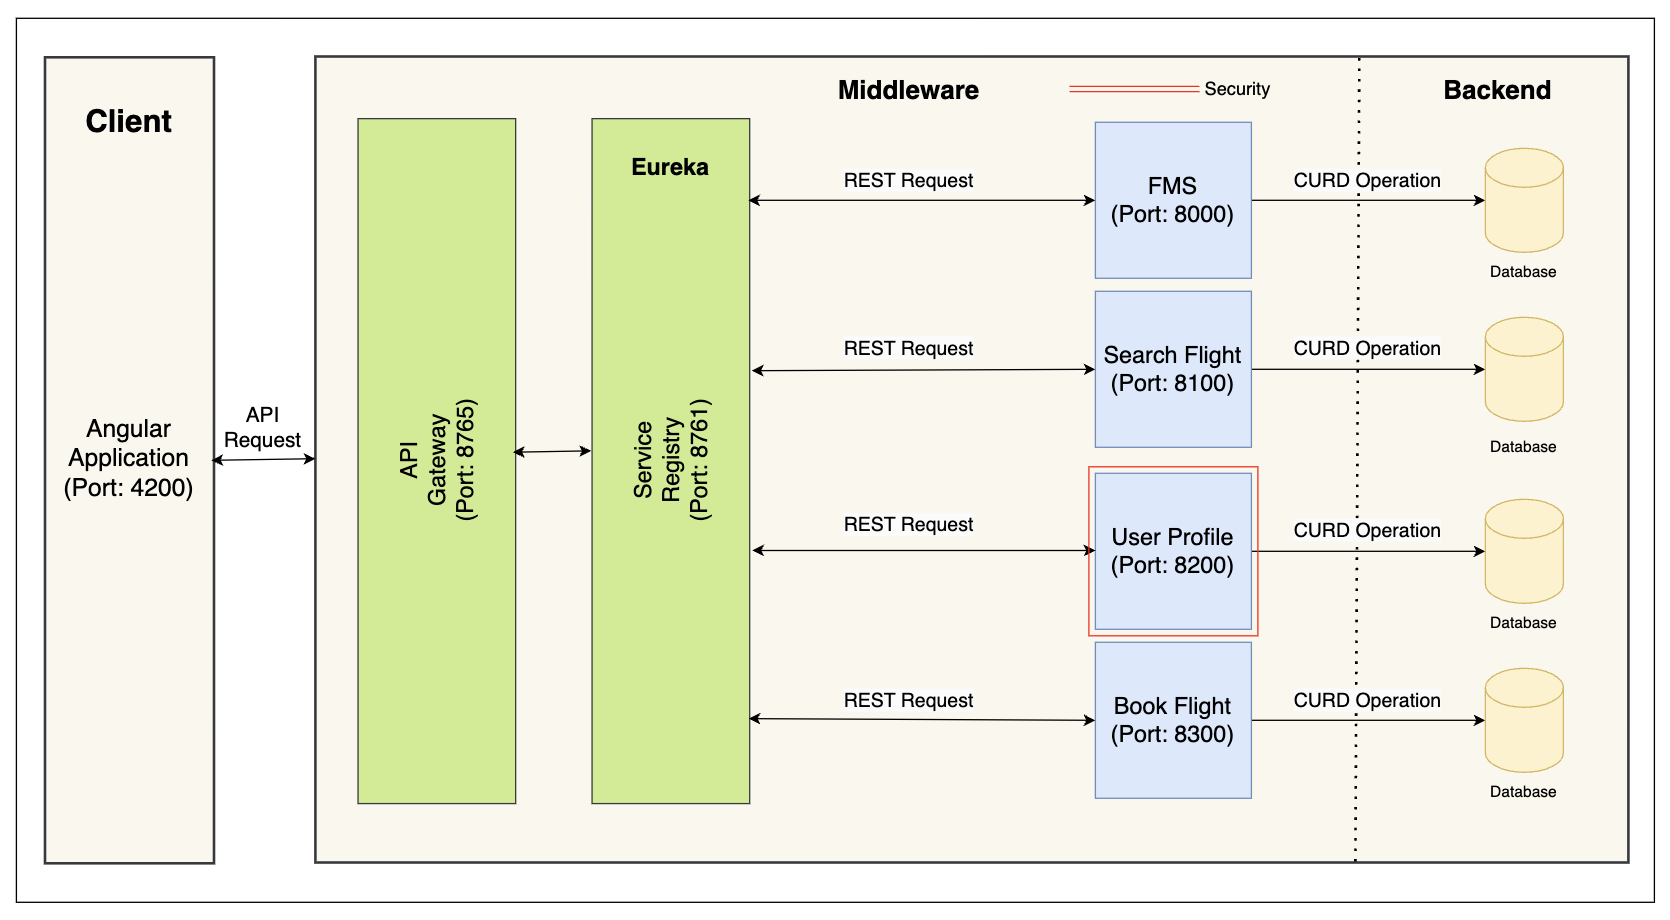 Client
Angular
Application
(Port: 4200)
API
Request
Middleware
Security
Backend
API
Gateway
(Port: 8765)
Eureka
Service
Registry
(Port: 8761)
REST Request
FMS
(Port: 8000)
CURD Operation
Database
REST Request
Search Flight
(Port: 8100)
CURD Operation
Database
REST Request
User Profile
(Port: 8200)
CURD Operation
Database
REST Request
Book Flight
(Port: 8300)
CURD Operation
Database